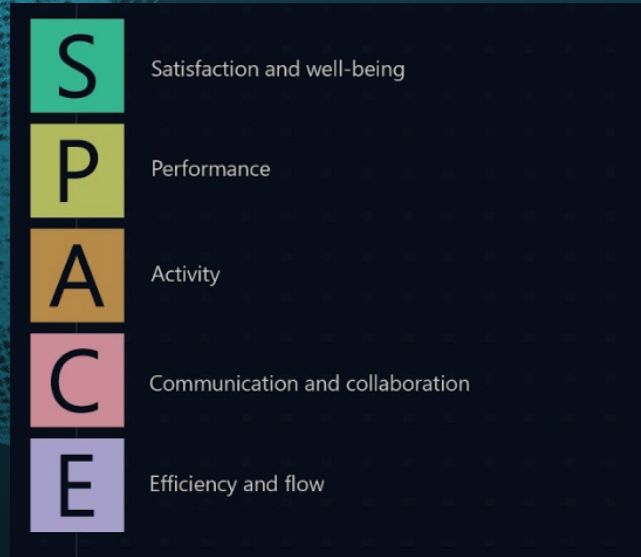 S Satisfaction and well-being
P Performance
A Activity
C Communication and collaboration
E Efficiency and flow